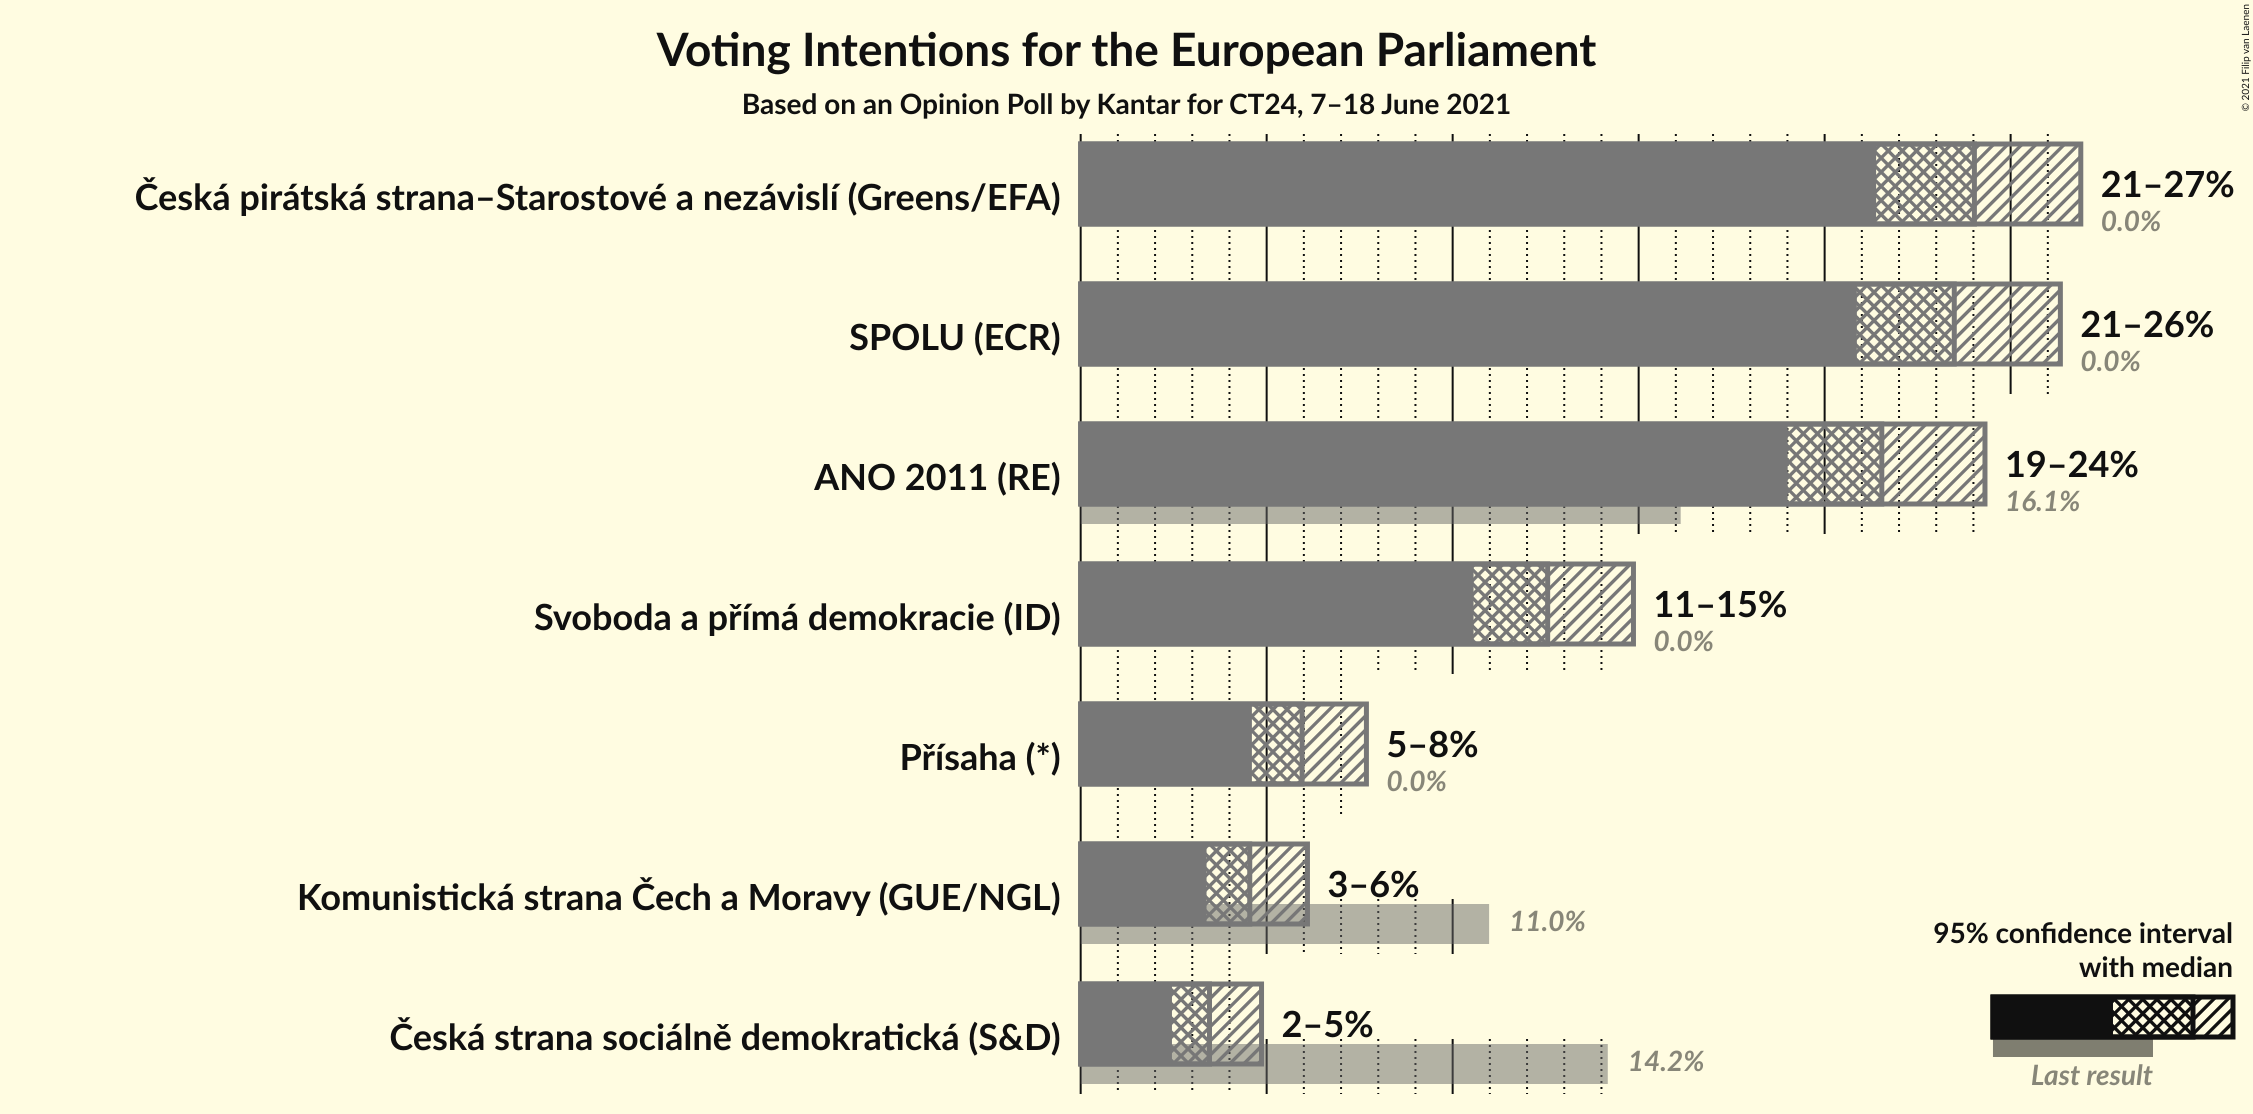 Voting Intentions for the European Parliament
Based on an Opinion Poll by Kantar for CT24, 7–18 June 2021
© 2021 Filip van Laenen
Česká pirátská strana–Starostové a nezávislí (Greens/EFA)
21–27%
0.0%
SPOLU (ECR)
21–26%
0.0%
ANO 2011 (RE)
19–24%
16.1%
Svoboda a přímá demokracie (ID)
11–15%
0.0%
Přísaha (*)
5–8%
0.0%
Komunistická strana Čech a Moravy (GUE/NGL)
3–6%
11.0%
Česká strana sociálně demokratická (S&D)
2–5%
14.2%
95% confidence interval
with median
Last result